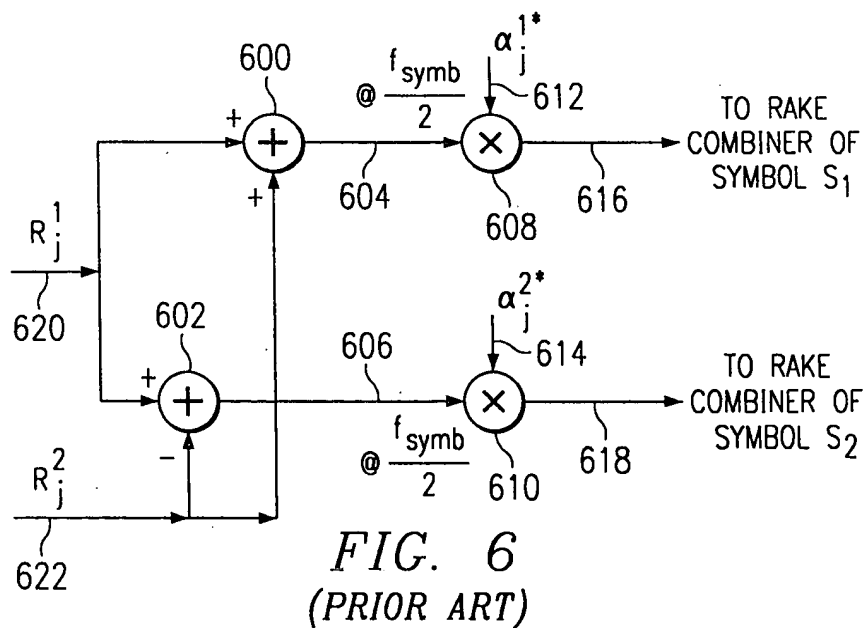 600
@ f_symb / 2
α_j^1*
612
+
+
×
+
604
608
616
TO RAKE
COMBINER OF
SYMBOL S₁
R_j^1
620
602
+
+
-
606
@ f_symb / 2
α_j^2*
614
×
610
618
TO RAKE
COMBINER OF
SYMBOL S₂
R_j^2
622
FIG. 6
(PRIOR ART)